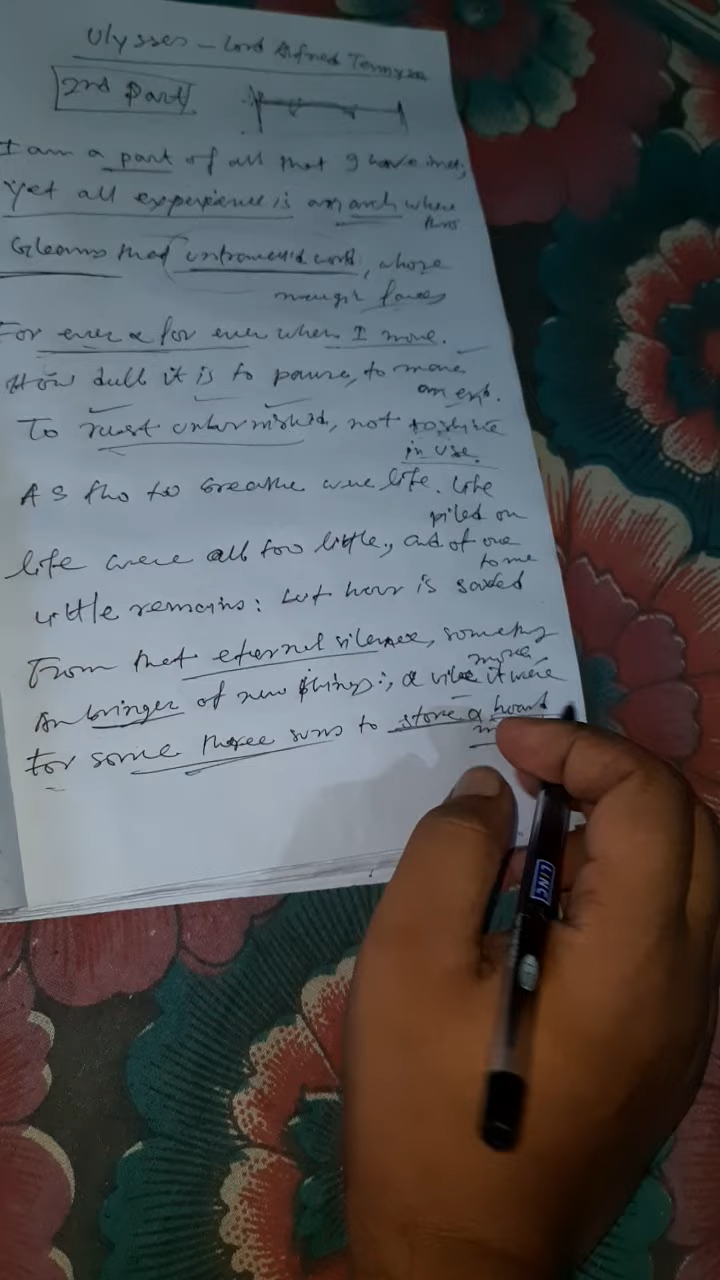 Ulysses - Lord Alfred Tennyson
2nd Part
I am a part of all that I have met;
Yet all experience is an arch where
thro'
Gleams that untravell'd world, whose
margin fades
For ever & for ever when I move.
How dull it is to pause, to make
an end.
To rust unburnished, not to shine
in use.
As tho to breathe were life. Life
piled on
life were all too little, and of one
to me
little remains: but hour is saved
From that eternal silence, something
more
An bringer of new things:, & vile it were
For some three suns to store & hoard
LINC